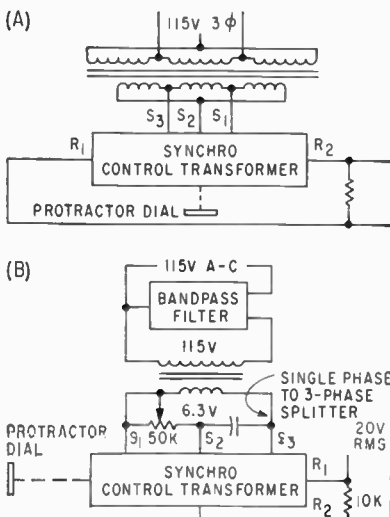 (A)
115V 3ϕ
S3 S2 S1
R1
R2
SYNCHRO
CONTROL TRANSFORMER
PROTRACTOR DIAL
(B)
115V A-C
BANDPASS
FILTER
115V
SINGLE PHASE
TO 3-PHASE
SPLITTER
6.3V
PROTRACTOR
DIAL
S1 50K S2 S3
20V
RMS
SYNCHRO
CONTROL TRANSFORMER
R1
R2
10K